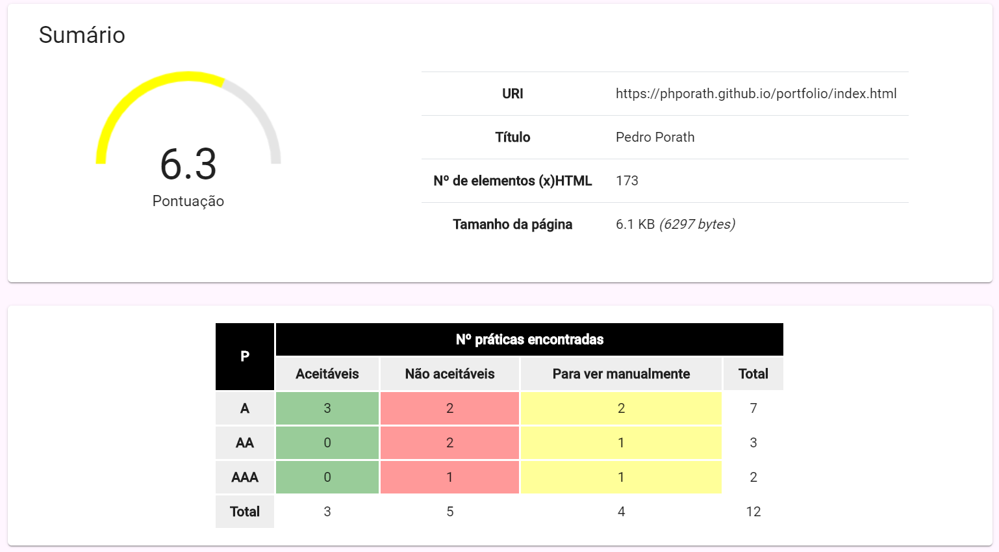 Sumário
6.3
Pontuação
URI https://phporath.github.io/portfolio/index.html
Título Pedro Porath
Nº de elementos (x)HTML 173
Tamanho da página 6.1 KB (6297 bytes)
P Nº práticas encontradas
Aceitáveis Não aceitáveis Para ver manualmente Total
A 3 2 2 7
AA 0 2 1 3
AAA 0 1 1 2
Total 3 5 4 12